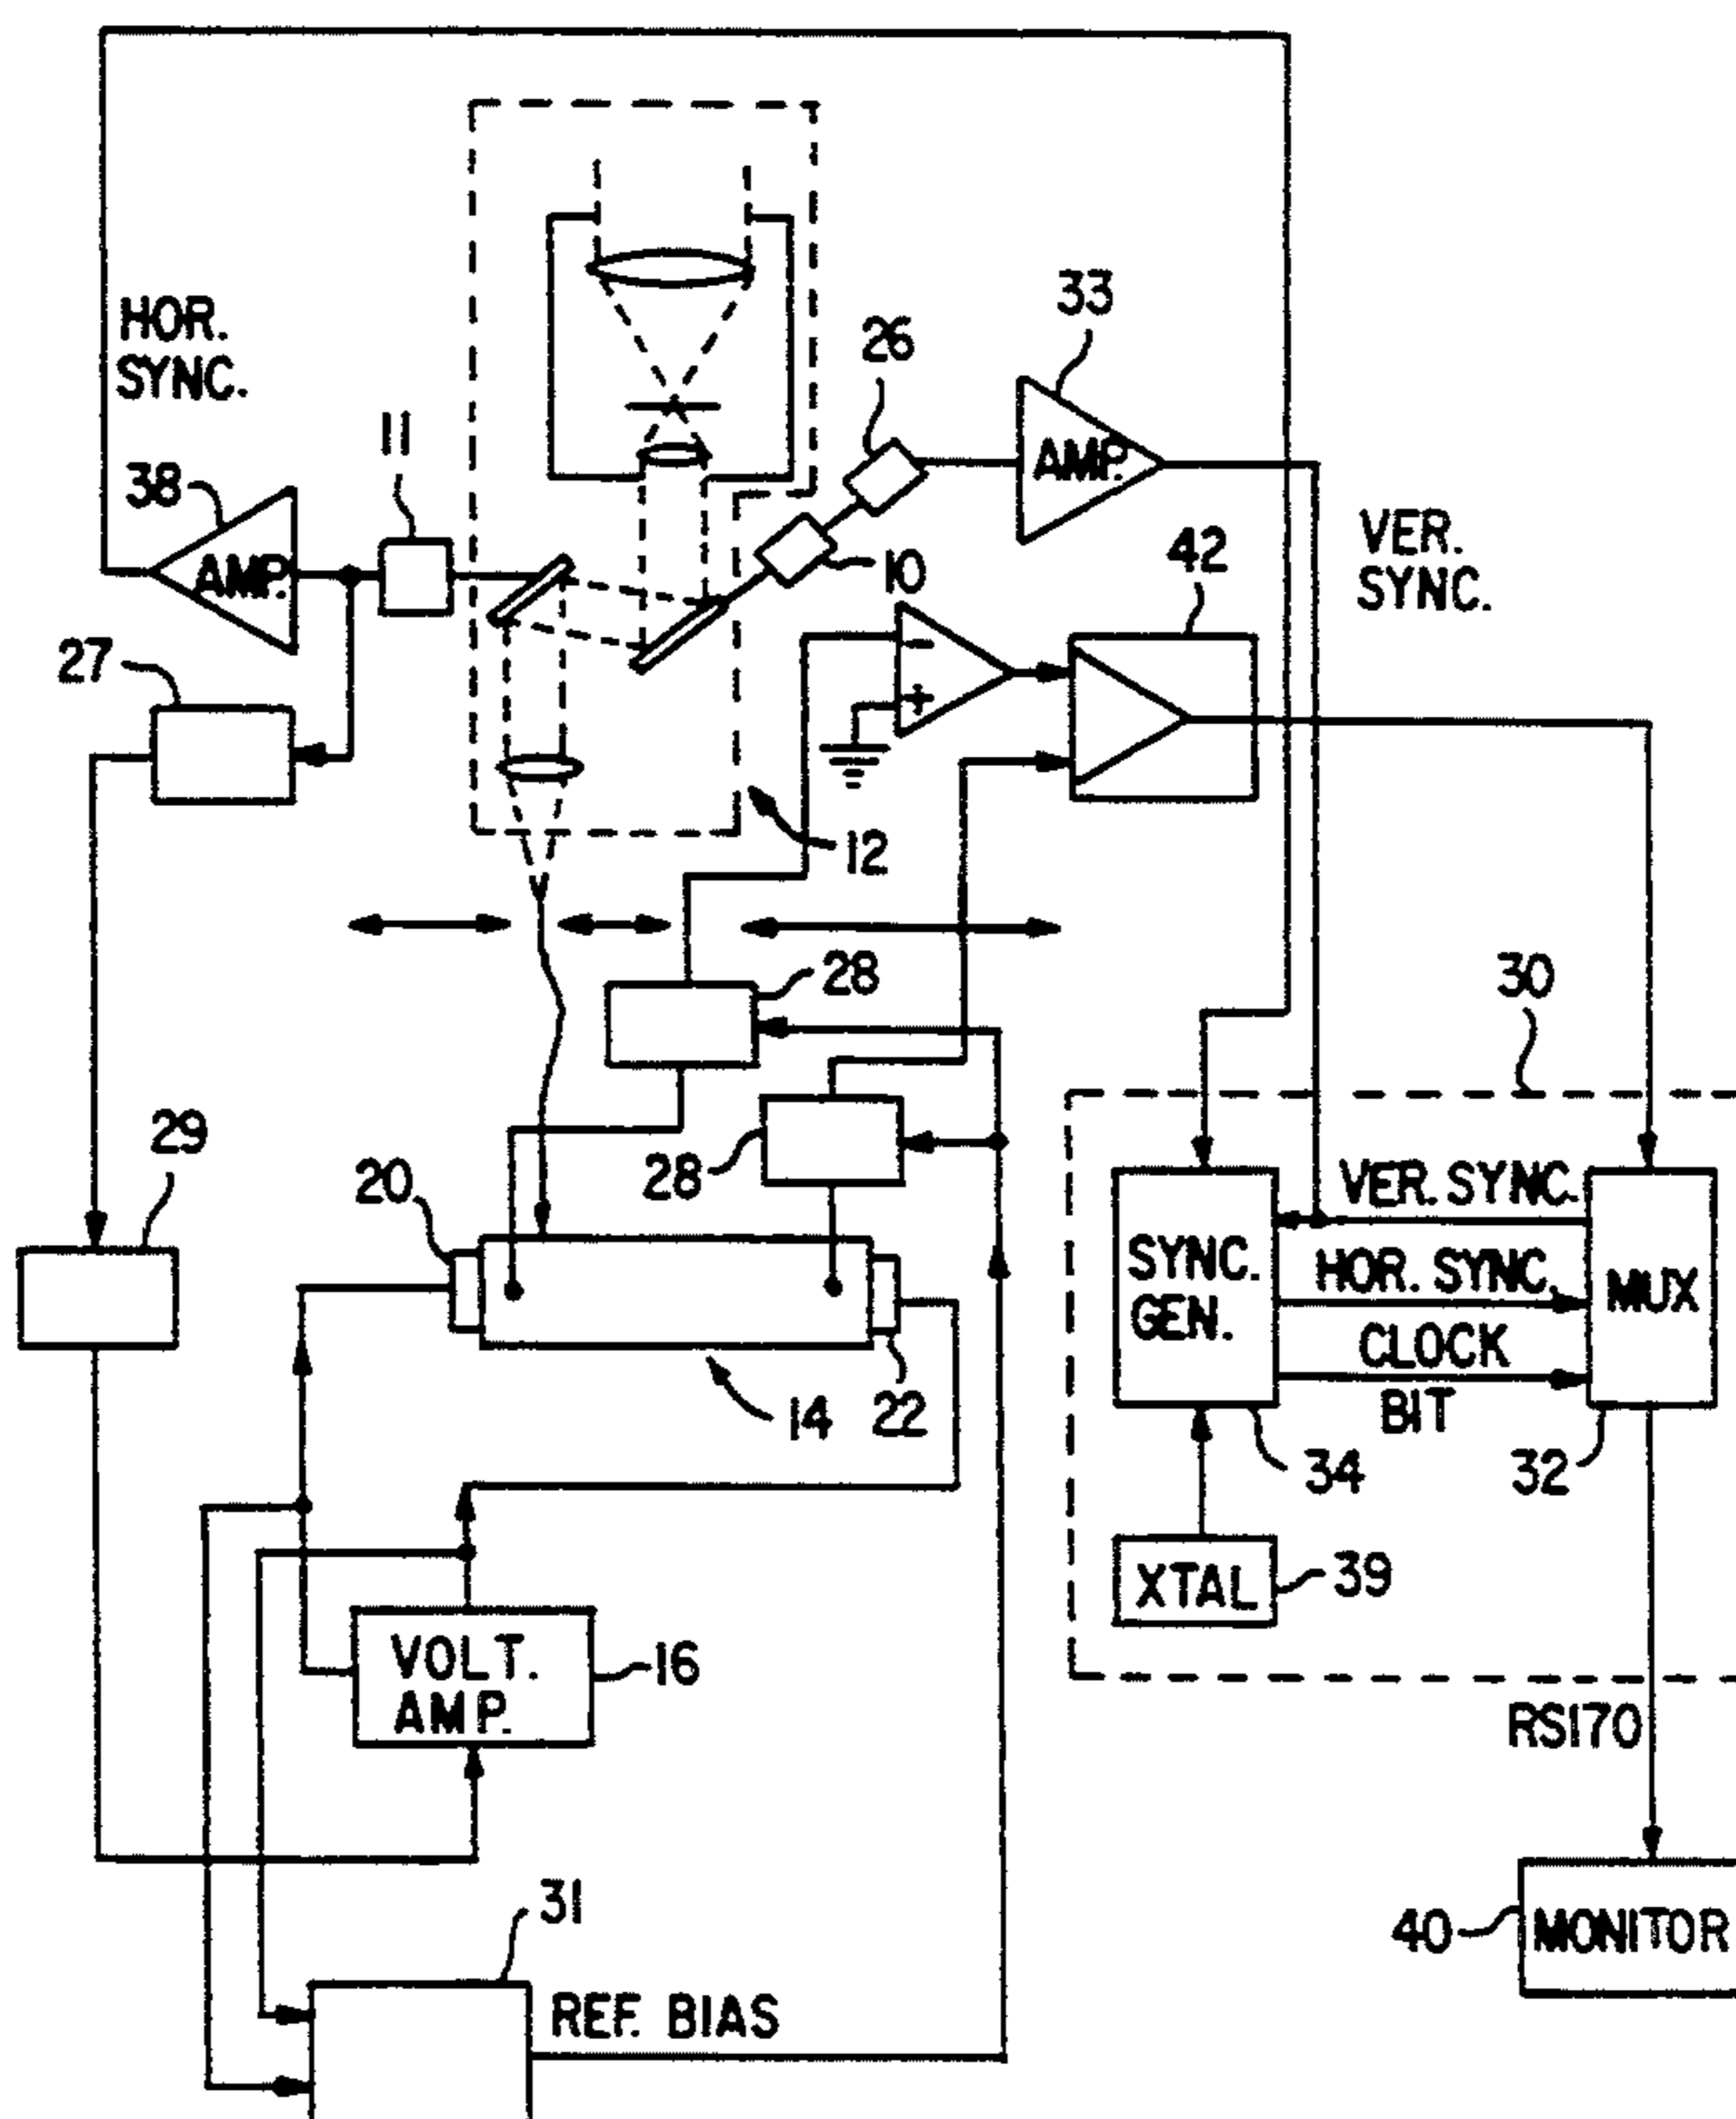 HOR.
SYNC.
33
26
11
38
AMP.
AMP.
VER.
SYNC.
42
10
27
-
+
12
28
30
29
28
20
VER. SYNC.
SYNC.
GEN.
HOR. SYNC.
MUX
CLOCK
BIT
14
22
34
32
XTAL
39
VOLT.
AMP.
16
RS170
31
40
MONITOR
REF. BIAS